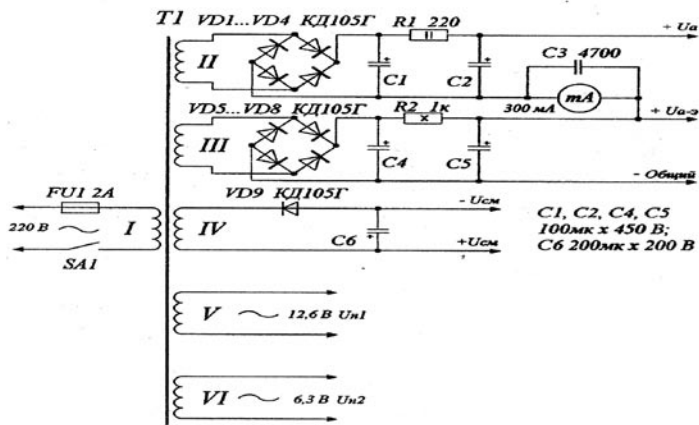 T1 VD1...VD4 КД105Г R1 220
+ Ua
C3 4700
II
C1
C2
mA
300 мА
VD5...VD8 КД105Г R2 1к
+ Ua-э
III
C4
C5
- Общий
FU1 2A
VD9 КД105Г
- Uсм
220 В
I
IV
C6
+Uсм
SA1
C1, C2, C4, C5
100мк x 450 В;
C6 200мк x 200 В
V
12,6 В Uн1
VI
6,3 В Uн2